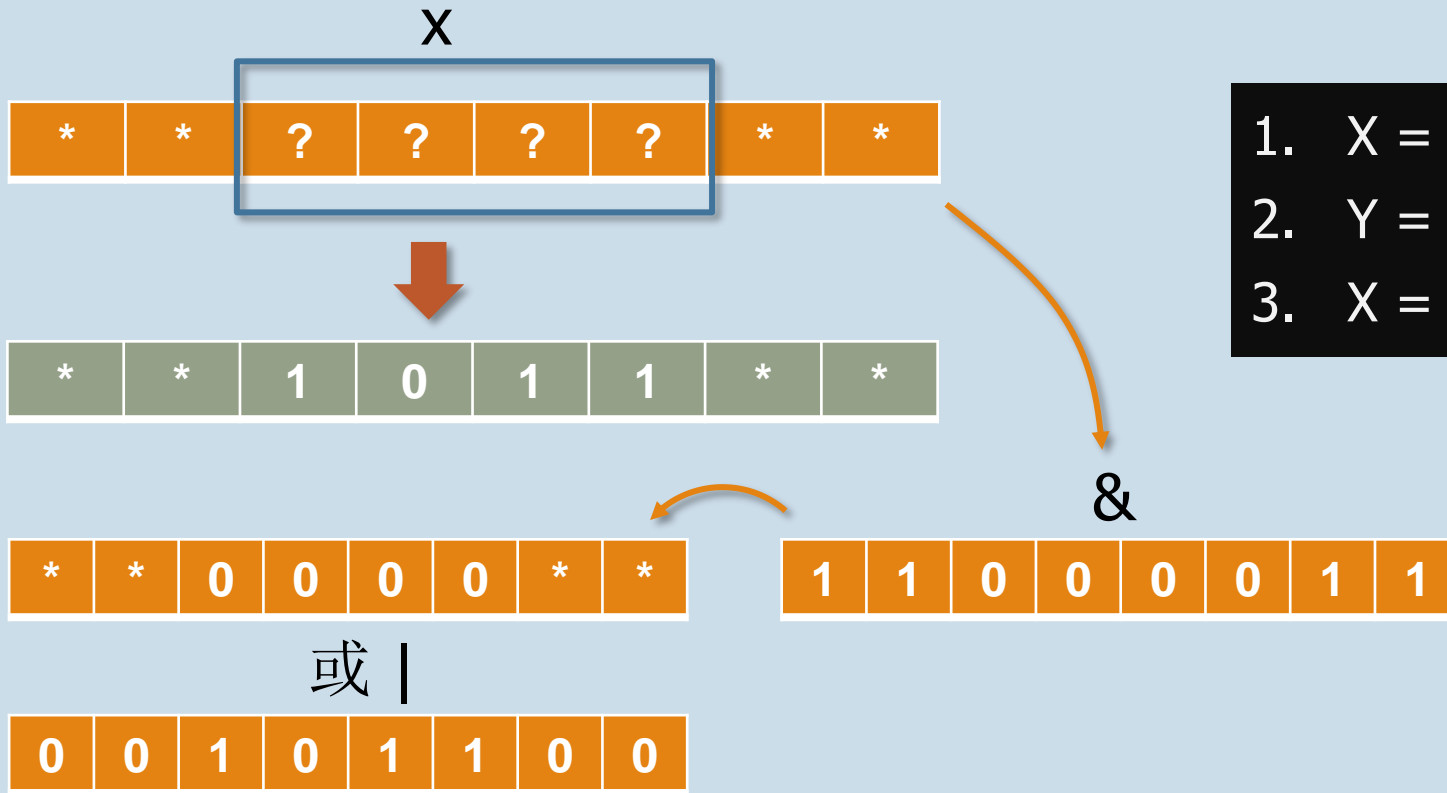 X
* * ? ? ? ? * *
1. X =
2. Y =
3. X =
* * 1 0 1 1 * *
&
* * 0 0 0 0 * *
1 1 0 0 0 0 1 1
或 |
0 0 1 0 1 1 0 0